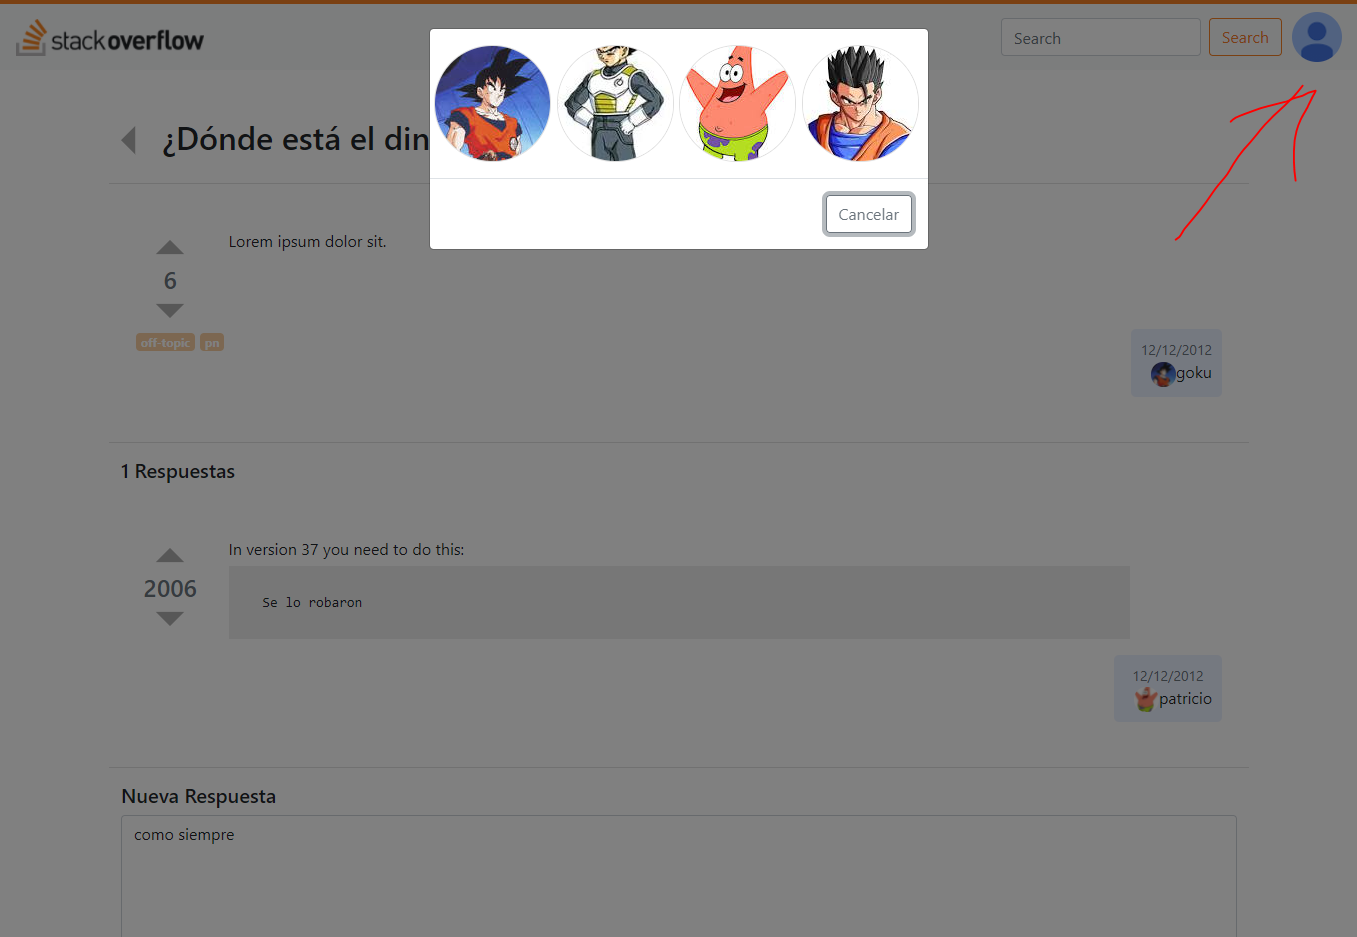 stackoverflow
Search
Search
¿Dónde está el din
Cancelar
Lorem ipsum dolor sit.
6
off-topic pn
12/12/2012
goku
1 Respuestas
In version 37 you need to do this:
2006
Se lo robaron
12/12/2012
patricio
Nueva Respuesta
como siempre